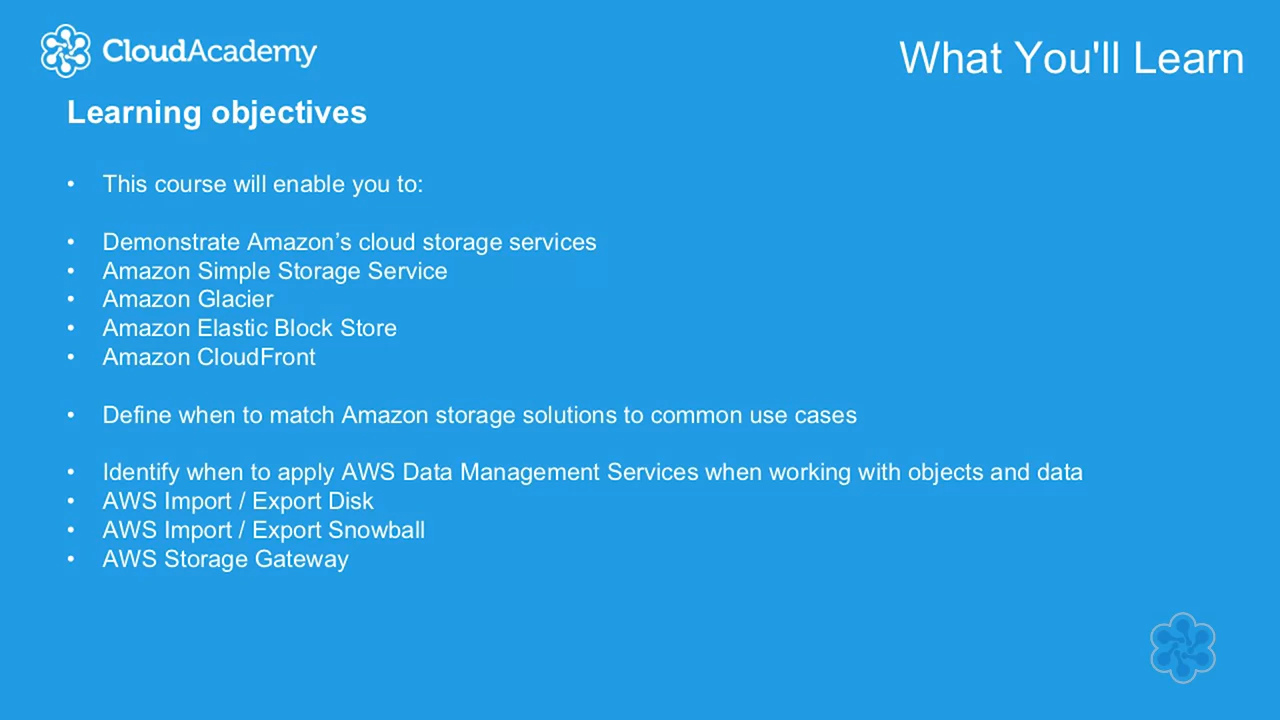 CloudAcademy
What You'll Learn
Learning objectives
• This course will enable you to:
• Demonstrate Amazon’s cloud storage services
• Amazon Simple Storage Service
• Amazon Glacier
• Amazon Elastic Block Store
• Amazon CloudFront
• Define when to match Amazon storage solutions to common use cases
• Identify when to apply AWS Data Management Services when working with objects and data
• AWS Import / Export Disk
• AWS Import / Export Snowball
• AWS Storage Gateway